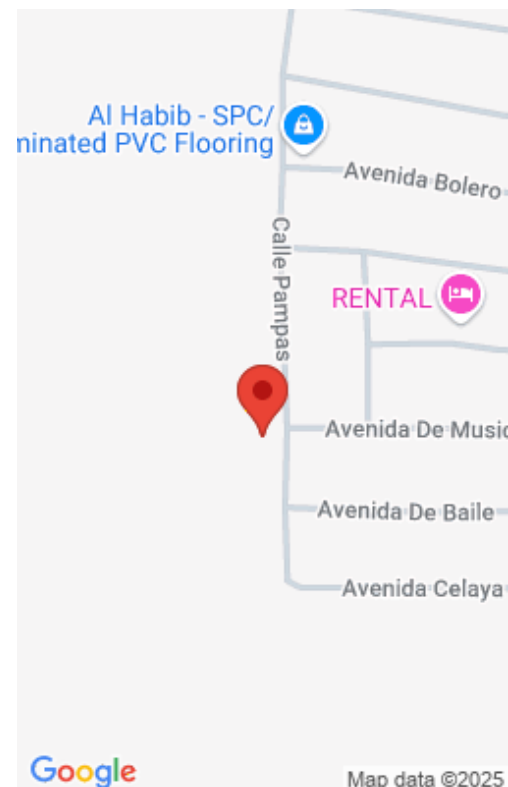 Al Habib - SPC/
minated PVC Flooring
Avenida Bolero
Calle Pampas
RENTAL
Avenida De Music
Avenida De Baile
Avenida Celaya
Google
Map data ©2025